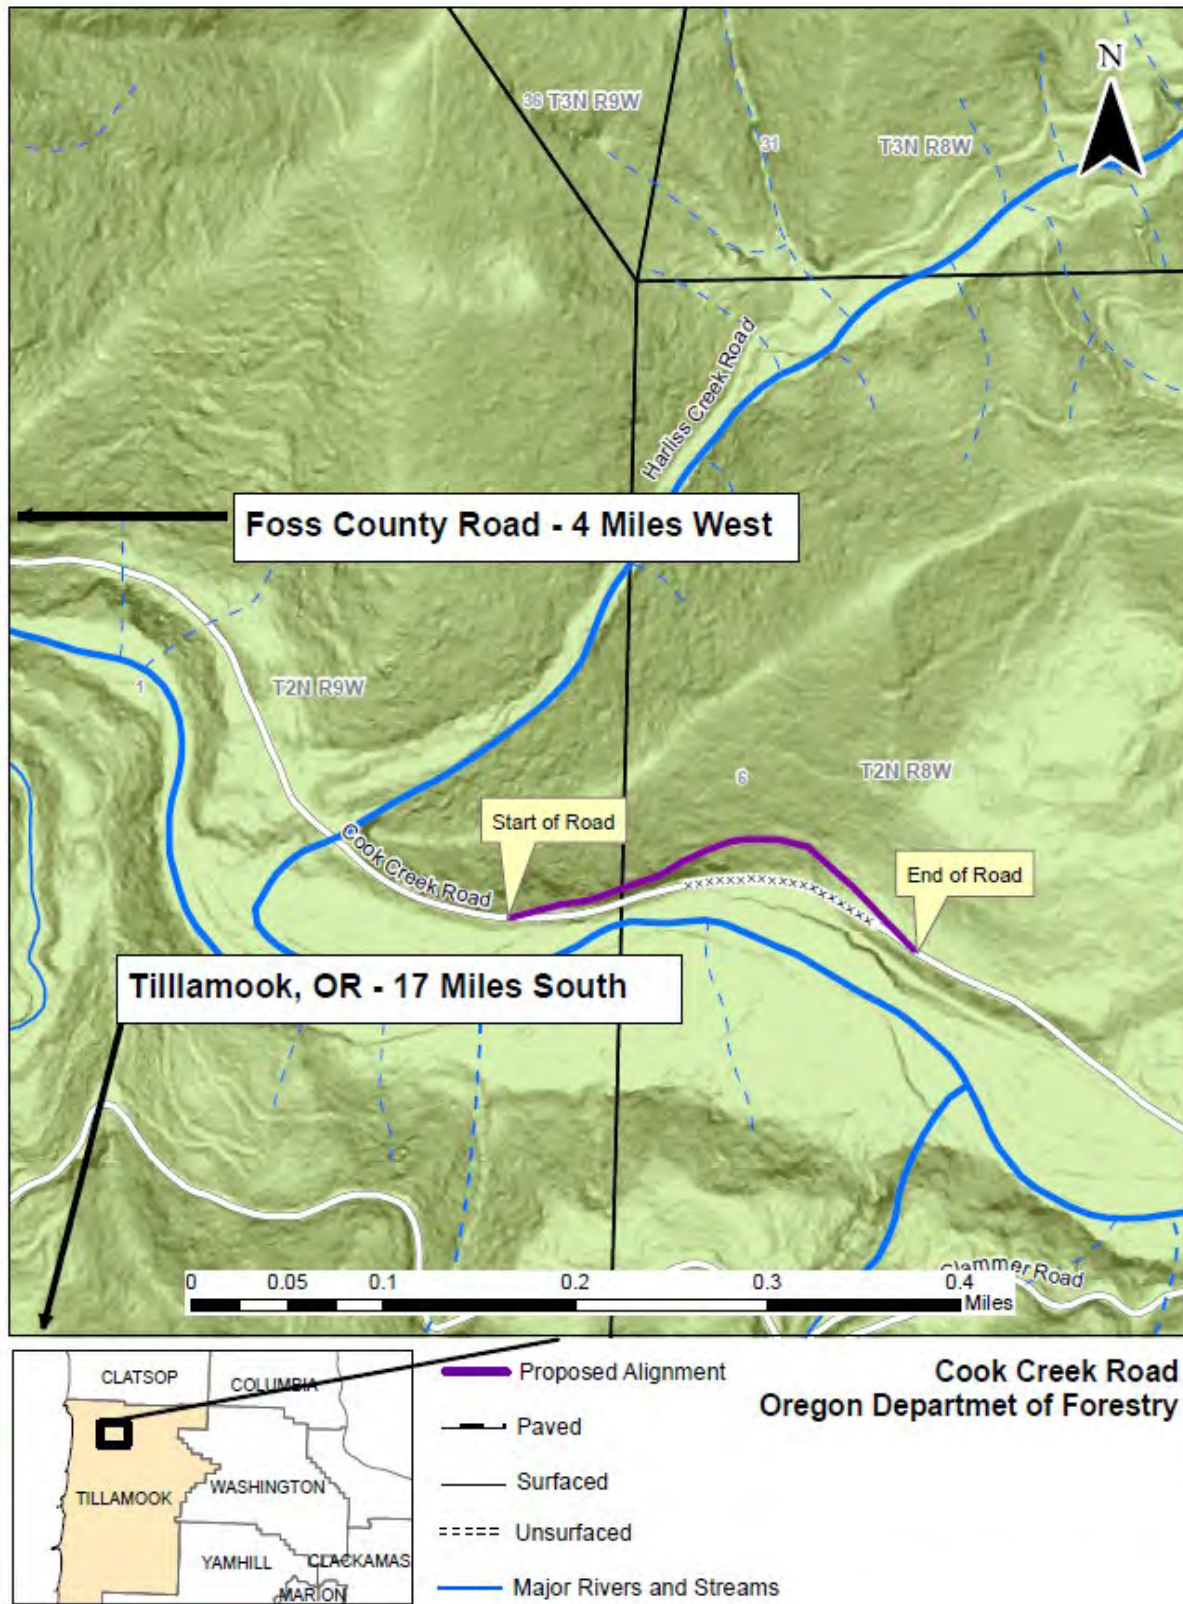 N
36 T3N R9W
31
T3N R8W
Harliss Creek Road
Foss County Road - 4 Miles West
1
T2N R9W
6
T2N R8W
Start of Road
Cook Creek Road
End of Road
Tilllamook, OR - 17 Miles South
Clammer Road
0 0.05 0.1 0.2 0.3 0.4
Miles
CLATSOP
COLUMBIA
TILLAMOOK
WASHINGTON
YAMHILL
CLACKAMAS
MARION
Proposed Alignment
Paved
Surfaced
Unsurfaced
Major Rivers and Streams
Cook Creek Road
Oregon Departmet of Forestry